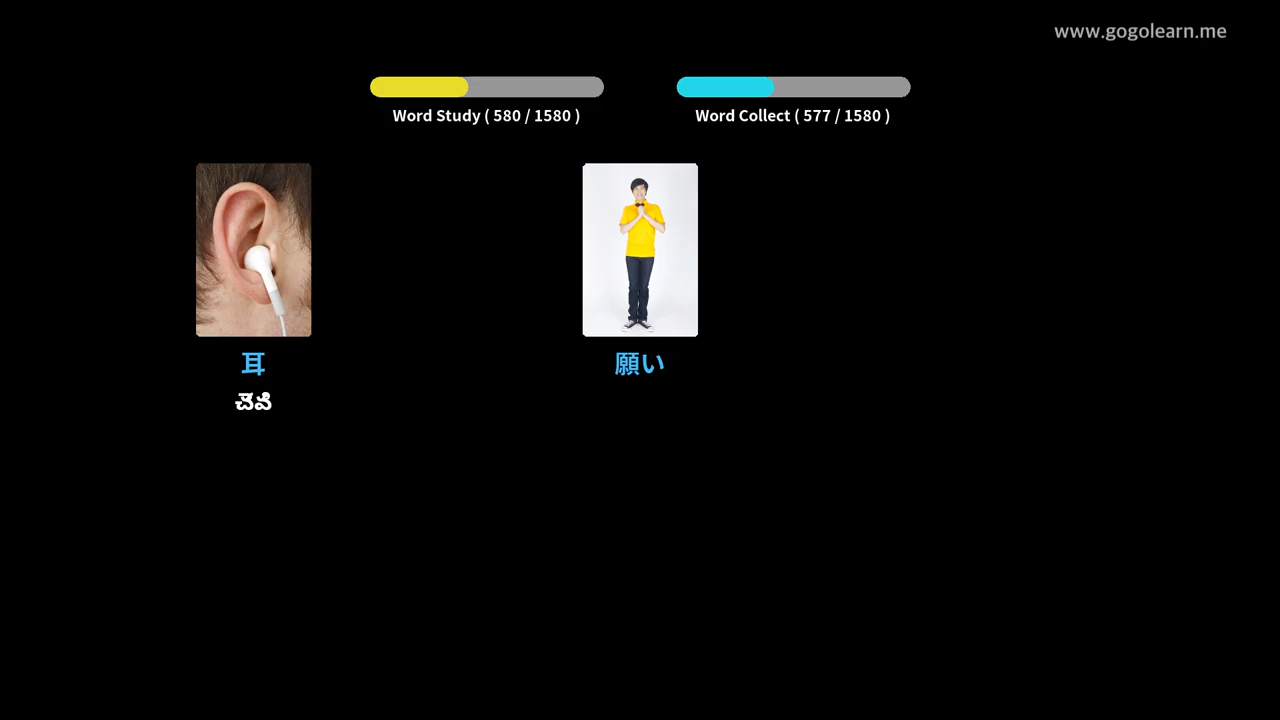 www.gogolearn.me
Word Study ( 580 / 1580 )
Word Collect ( 577 / 1580 )
耳
చెవి
願い